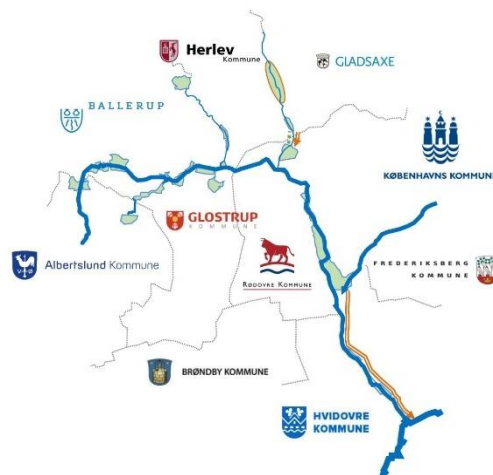 Herlev
Kommune
GLADSAXE
BALLERUP
KØBENHAVNS KOMMUNE
GLOSTRUP
KOMMUNE
Albertslund Kommune
RØDOVRE KOMMUNE
FREDERIKSBERG
KOMMUNE
BRØNDBY KOMMUNE
HVIDOVRE
KOMMUNE